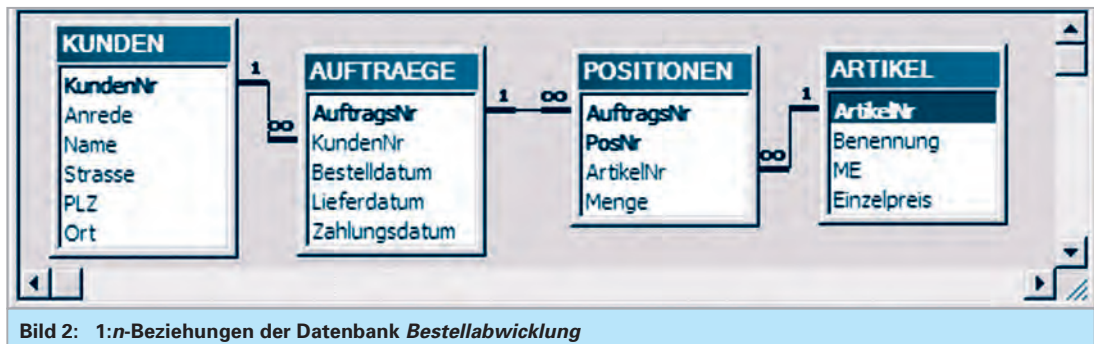 KUNDEN
KundenNr
Anrede
Name
Strasse
PLZ
Ort
1
∞
AUFTRAEGE
AuftragsNr
KundenNr
Bestelldatum
Lieferdatum
Zahlungsdatum
1
∞
POSITIONEN
AuftragsNr
PosNr
ArtikelNr
Menge
1
∞
ARTIKEL
ArtikelNr
Benennung
ME
Einzelpreis
Bild 2: 1:n-Beziehungen der Datenbank Bestellabwicklung